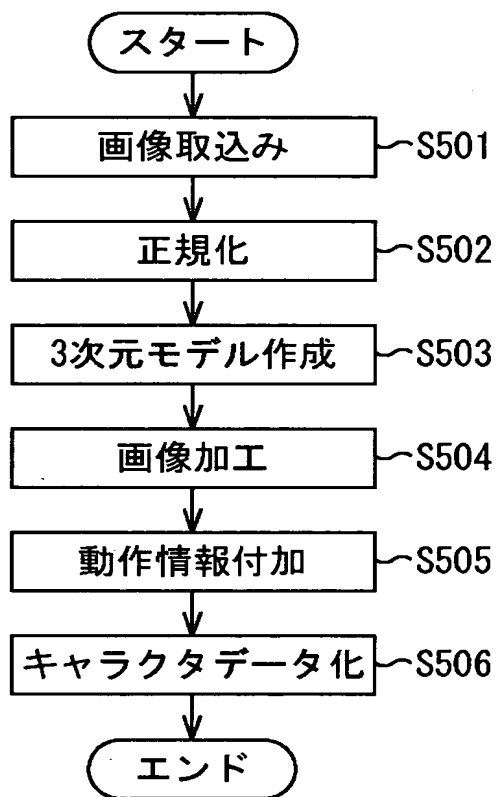 スタート
画像取込み S501
正規化 S502
3次元モデル作成 S503
画像加工 S504
動作情報付加 S505
キャラクタデータ化 S506
エンド